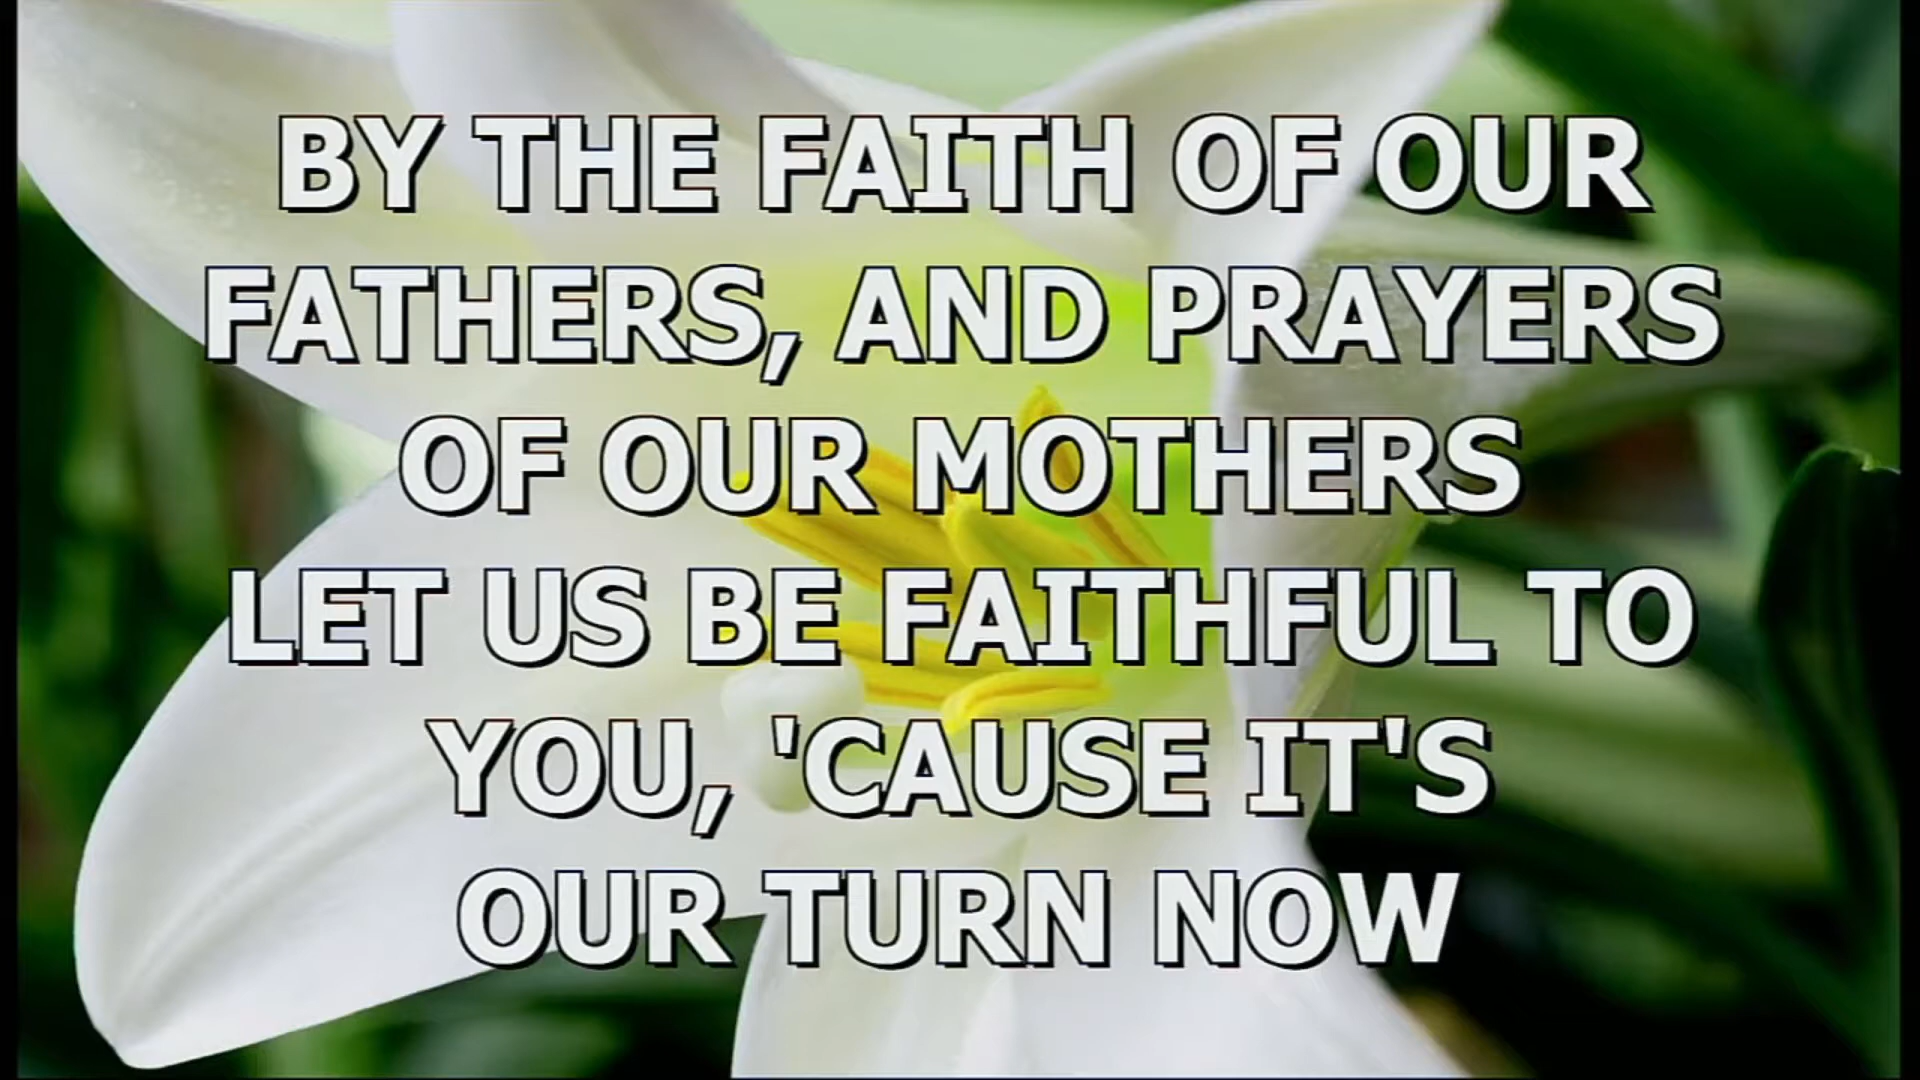 BY THE FAITH OF OUR
FATHERS, AND PRAYERS
OF OUR MOTHERS
LET US BE FAITHFUL TO
YOU, 'CAUSE IT'S
OUR TURN NOW